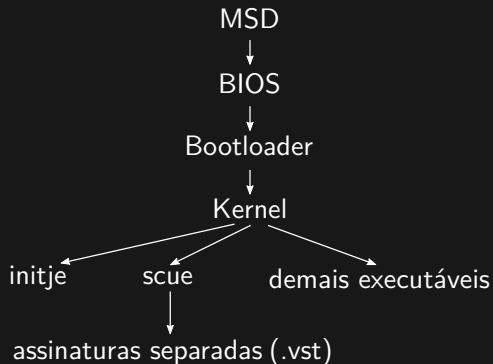 MSD
BIOS
Bootloader
Kernel
initje scue demais executáveis
assinaturas separadas (.vst)